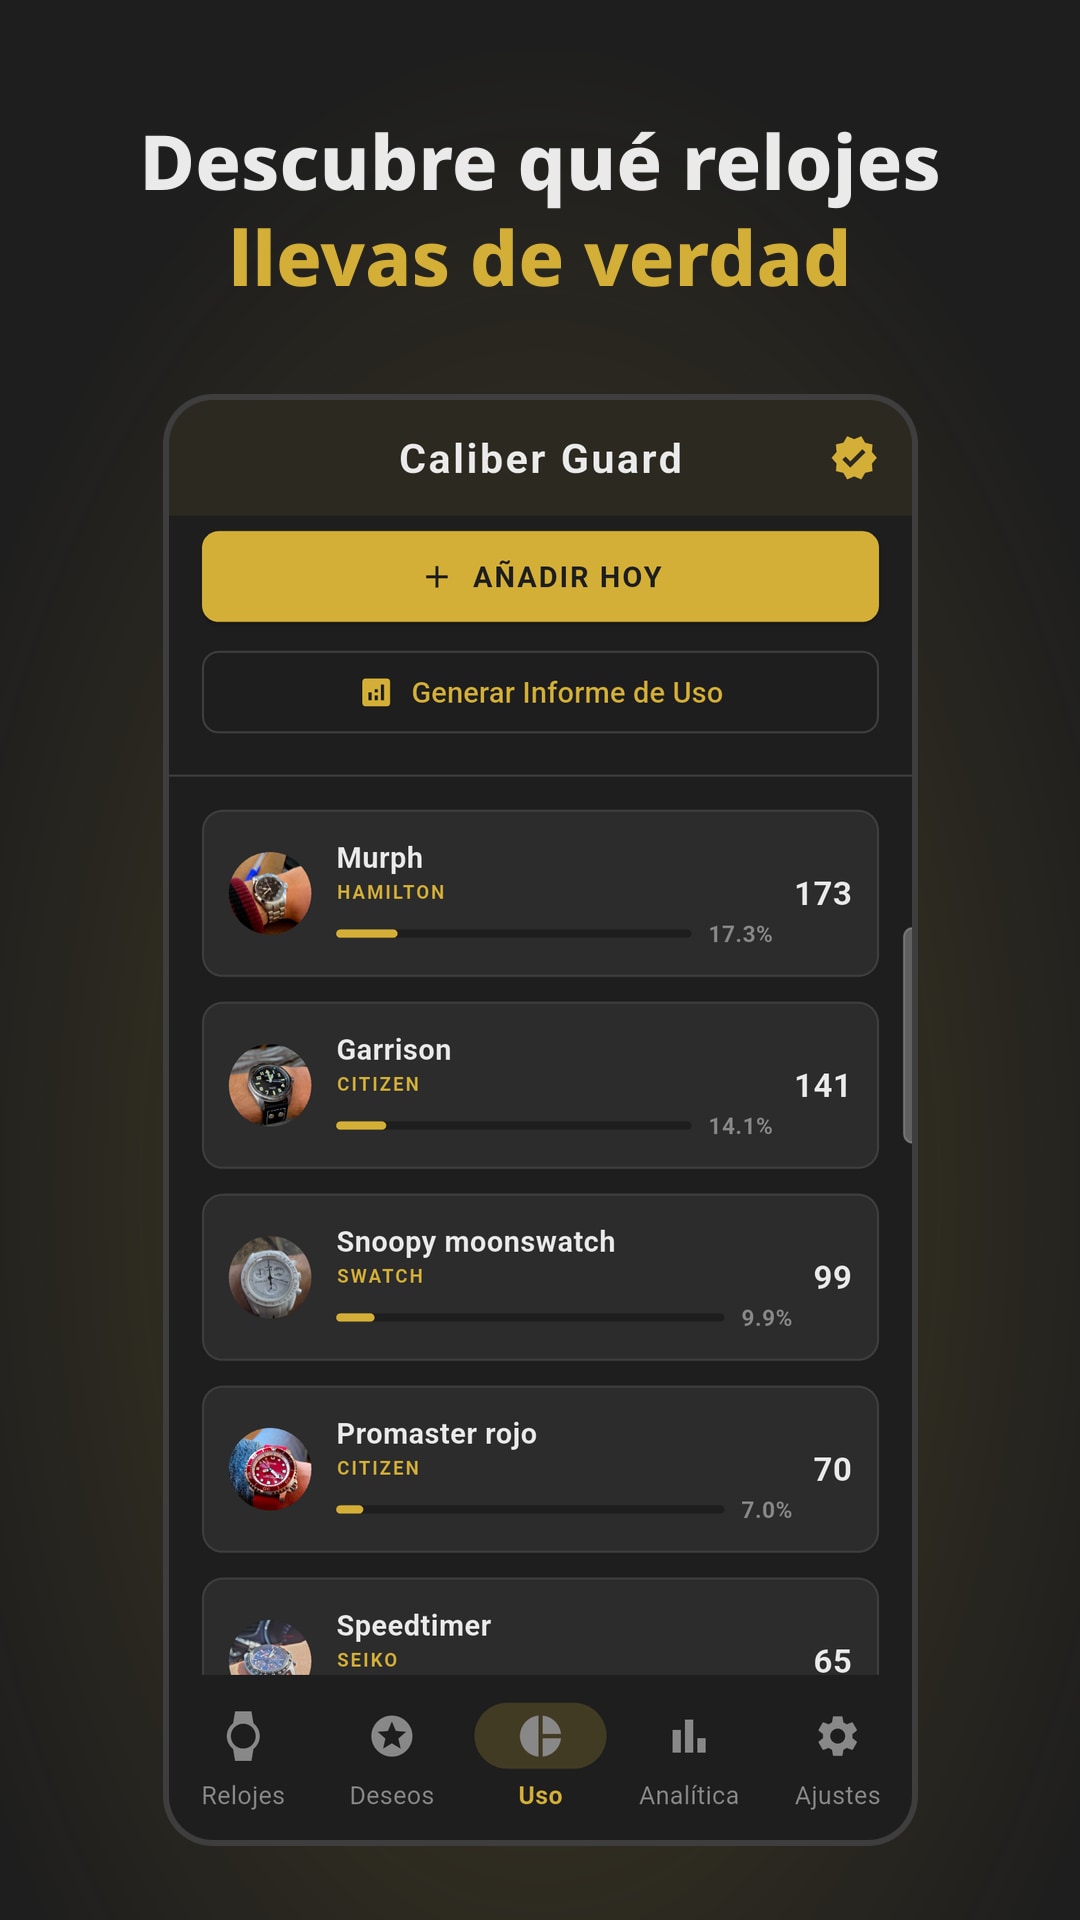 Descubre qué relojes
llevas de verdad
Caliber Guard
+ AÑADIR HOY
Generar Informe de Uso
Murph
HAMILTON
173
17.3%
Garrison
CITIZEN
141
14.1%
Snoopy moonswatch
SWATCH
99
9.9%
Promaster rojo
CITIZEN
70
7.0%
Speedtimer
SEIKO
65
Relojes
Deseos
Uso
Analítica
Ajustes